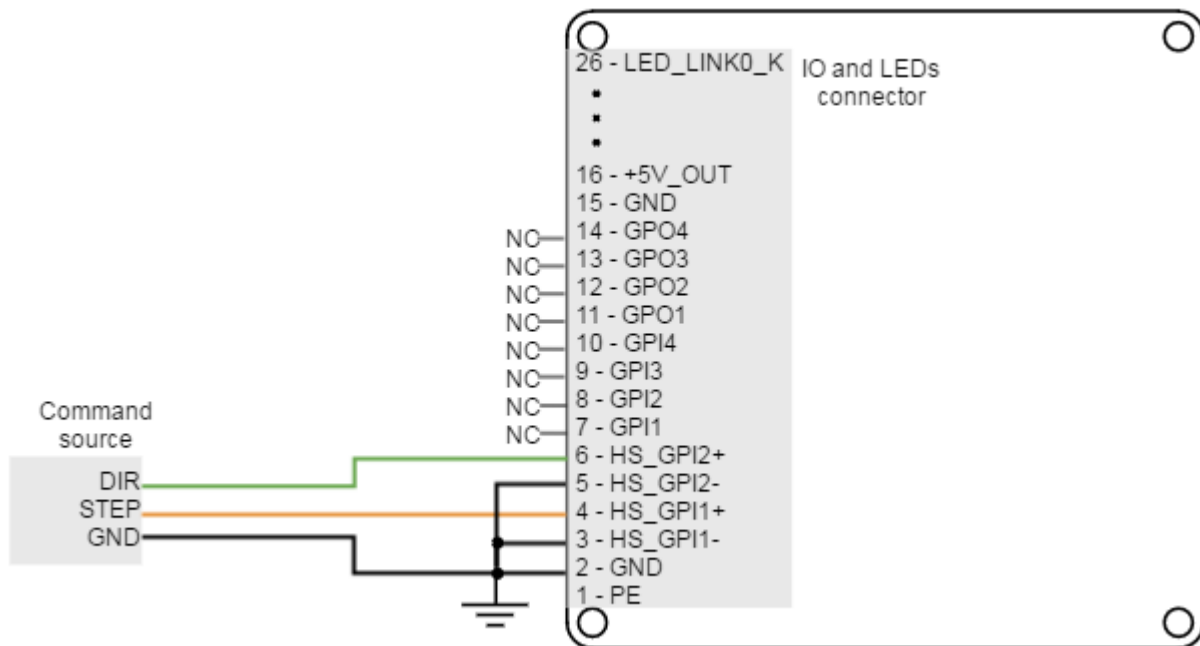 26 - LED_LINK0_K
IO and LEDs
connector
16 - +5V_OUT
15 - GND
NC
14 - GPO4
NC
13 - GPO3
NC
12 - GPO2
NC
11 - GPO1
NC
10 - GPI4
NC
9 - GPI3
NC
8 - GPI2
NC
7 - GPI1
Command
source
DIR
STEP
GND
6 - HS_GPI2+
5 - HS_GPI2-
4 - HS_GPI1+
3 - HS_GPI1-
2 - GND
1 - PE